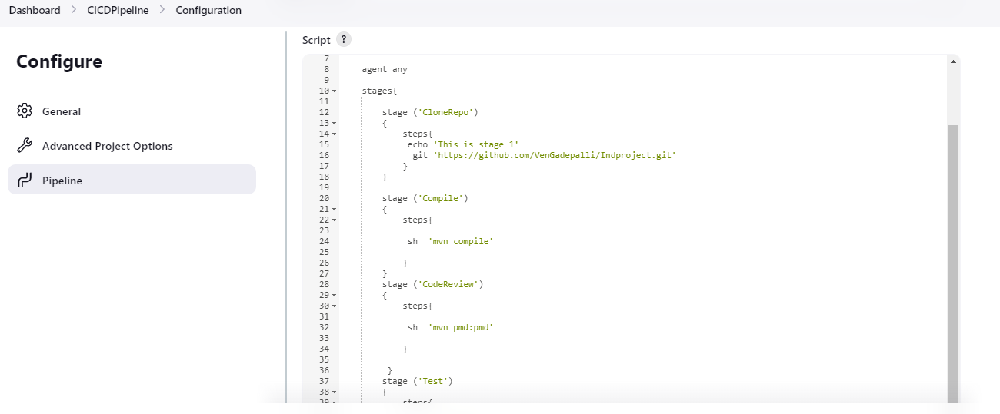 Dashboard > CICDPipeline > Configuration
Configure
General
Advanced Project Options
Pipeline
Script ?
7
8 agent any
9
10 stages{
11
12 stage ('CloneRepo')
13 {
14 steps{
15 echo 'This is stage 1'
16 git 'https://github.com/VenGadepalli/Indproject.git'
17 }
18 }
19
20 stage ('Compile')
21 {
22 steps{
23
24 sh 'mvn compile'
25
26 }
27 }
28 stage ('CodeReview')
29 {
30 steps{
31
32 sh 'mvn pmd:pmd'
33
34 }
35
36 }
37 stage ('Test')
38 {
39 steps{